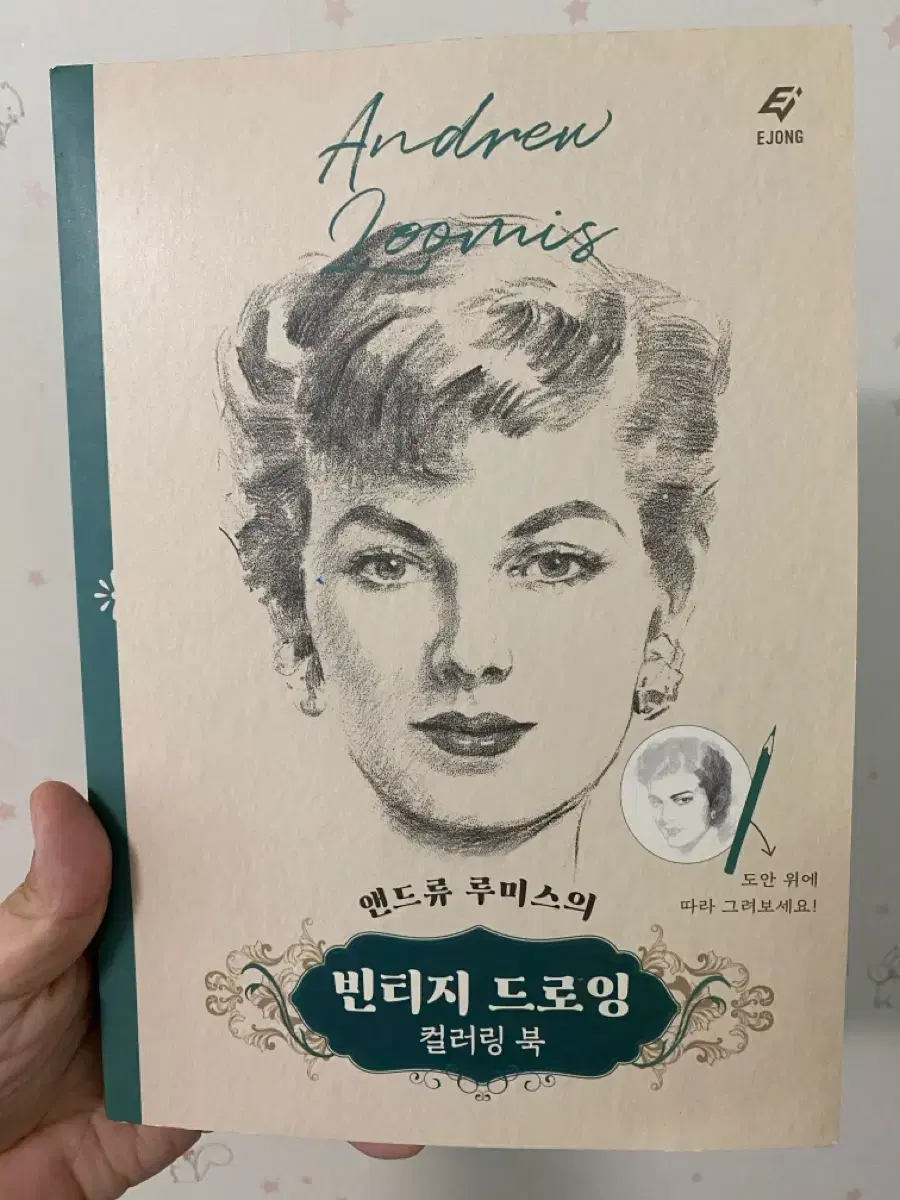 Andrew
Loomis
EJ
EJONG
도안 위에
따라 그려보세요!
앤드류 루미스의
빈티지 드로잉
컬러링 북